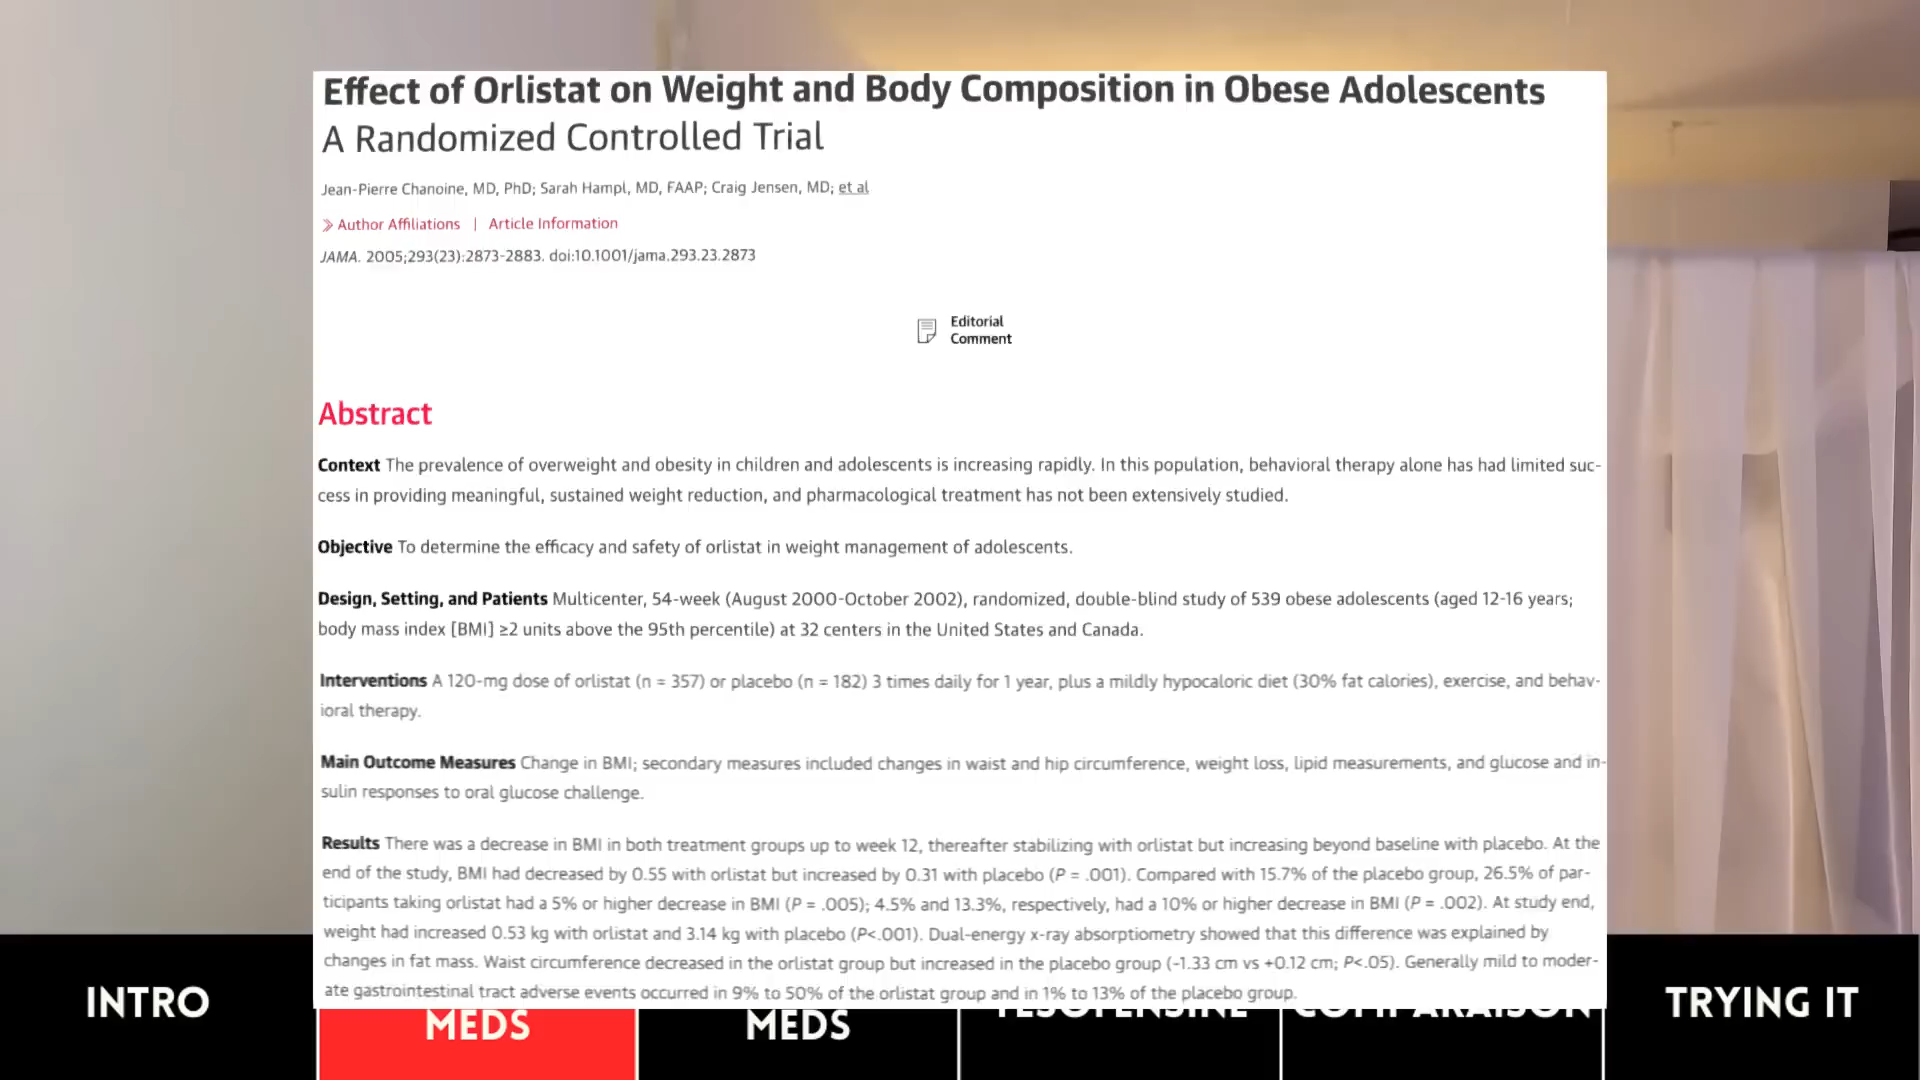 Effect of Orlistat on Weight and Body Composition in Obese Adolescents
A Randomized Controlled Trial
Jean-Pierre Chanoine, MD, PhD; Sarah Hampl, MD, FAAP; Craig Jensen, MD; et al
Author Affiliations | Article Information
JAMA. 2005;293(23):2873-2883. doi:10.1001/jama.293.23.2873
Editorial
Comment
Abstract
Context The prevalence of overweight and obesity in children and adolescents is increasing rapidly. In this population, behavioral therapy alone has had limited suc-
cess in providing meaningful, sustained weight reduction, and pharmacological treatment has not been extensively studied.
Objective To determine the efficacy and safety of orlistat in weight management of adolescents.
Design, Setting, and Patients Multicenter, 54-week (August 2000-October 2002), randomized, double-blind study of 539 obese adolescents (aged 12-16 years;
body mass index [BMI] ≥2 units above the 95th percentile) at 32 centers in the United States and Canada.
Interventions A 120-mg dose of orlistat (n = 357) or placebo (n = 182) 3 times daily for 1 year, plus a mildly hypocaloric diet (30% fat calories), exercise, and behav-
ioral therapy.
Main Outcome Measures Change in BMI; secondary measures included changes in waist and hip circumference, weight loss, lipid measurements, and glucose and in-
sulin responses to oral glucose challenge.
Results There was a decrease in BMI in both treatment groups up to week 12, thereafter stabilizing with orlistat but increasing beyond baseline with placebo. At the
end of the study, BMI had decreased by 0.55 with orlistat but increased by 0.31 with placebo (P = .001). Compared with 15.7% of the placebo group, 26.5% of par-
ticipants taking orlistat had a 5% or higher decrease in BMI (P = .005); 4.5% and 13.3%, respectively, had a 10% or higher decrease in BMI (P = .002). At study end,
weight had increased 0.53 kg with orlistat and 3.14 kg with placebo (P<.001). Dual-energy x-ray absorptiometry showed that this difference was explained by
changes in fat mass. Waist circumference decreased in the orlistat group but increased in the placebo group (-1.33 cm vs +0.12 cm; P<.05). Generally mild to moder-
ate gastrointestinal tract adverse events occurred in 9% to 50% of the orlistat group and in 1% to 13% of the placebo group.
INTRO
MEDS
MEDS
TESOFENSINE
COMPARAISON
TRYING IT